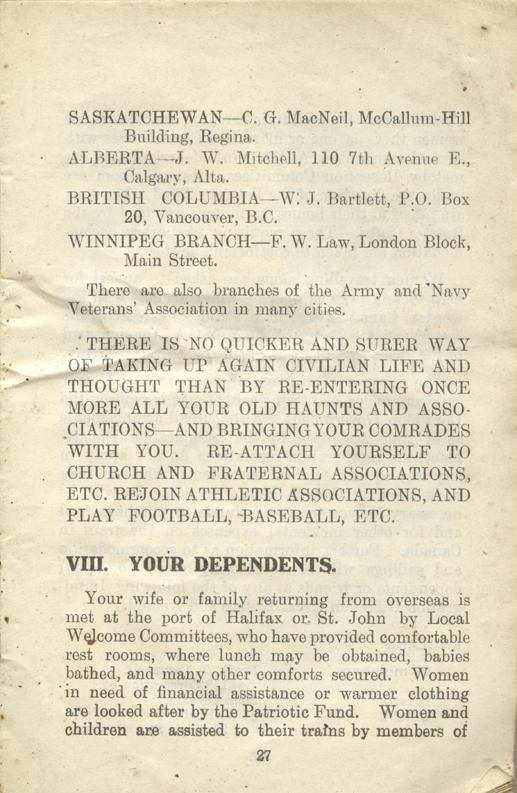 SASKATCHEWAN—C. G. MacNeil, McCallum-Hill
Building, Regina.
ALBERTA—J. W. Mitchell, 110 7th Avenue E.,
Calgary, Alta.
BRITISH COLUMBIA—W. J. Bartlett, P.O. Box
20, Vancouver, B.C.
WINNIPEG BRANCH—F. W. Law, London Block,
Main Street.
There are also branches of the Army and Navy
Veterans' Association in many cities.
THERE IS NO QUICKER AND SURER WAY
OF TAKING UP AGAIN CIVILIAN LIFE AND
THOUGHT THAN BY RE-ENTERING ONCE
MORE ALL YOUR OLD HAUNTS AND ASSO-
CIATIONS—AND BRINGING YOUR COMRADES
WITH YOU. RE-ATTACH YOURSELF TO
CHURCH AND FRATERNAL ASSOCIATIONS,
ETC. REJOIN ATHLETIC ASSOCIATIONS, AND
PLAY FOOTBALL, BASEBALL, ETC.
VIII. YOUR DEPENDENTS.
Your wife or family returning from overseas is
met at the port of Halifax or St. John by Local
Welcome Committees, who have provided comfortable
rest rooms, where lunch may be obtained, babies
bathed, and many other comforts secured. Women
in need of financial assistance or warmer clothing
are looked after by the Patriotic Fund. Women and
children are assisted to their trains by members of
27